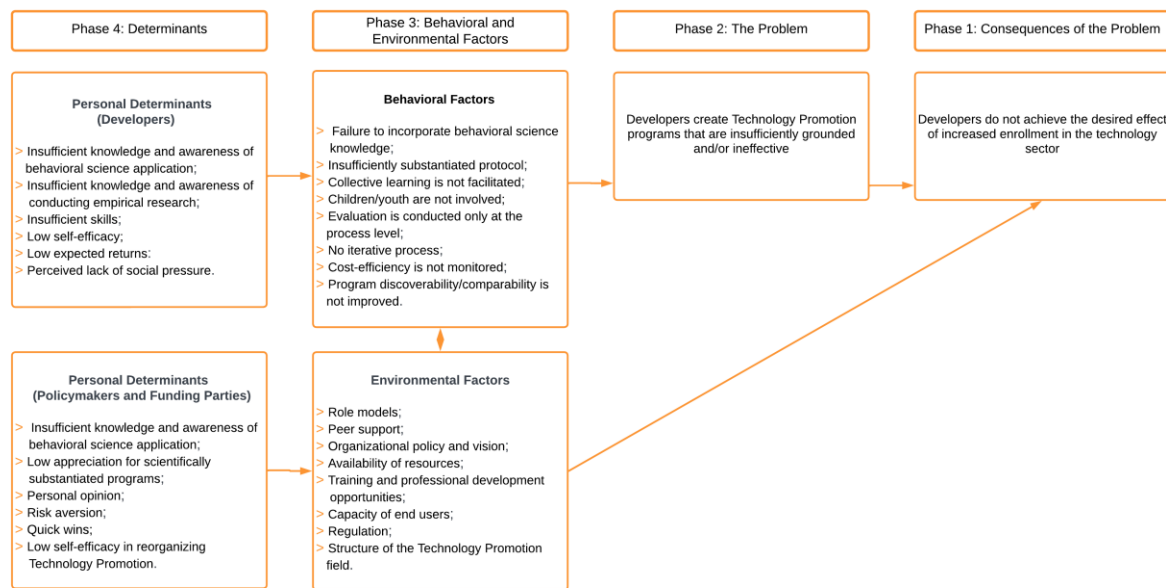 Phase 4: Determinants
Phase 3: Behavioral and
Environmental Factors
Phase 2: The Problem
Phase 1: Consequences of the Problem
Personal Determinants
(Developers)
> Insufficient knowledge and awareness of
behavioral science application;
> Insufficient knowledge and awareness of
conducting empirical research;
> Insufficient skills;
> Low self-efficacy;
> Low expected returns:
> Perceived lack of social pressure.
Behavioral Factors
> Failure to incorporate behavioral science
knowledge;
> Insufficiently substantiated protocol;
> Collective learning is not facilitated;
> Children/youth are not involved;
> Evaluation is conducted only at the
process level;
> No iterative process;
> Cost-efficiency is not monitored;
> Program discoverability/comparability is
not improved.
Developers create Technology Promotion
programs that are insufficiently grounded
and/or ineffective
Developers do not achieve the desired effect
of increased enrollment in the technology
sector
Personal Determinants
(Policymakers and Funding Parties)
> Insufficient knowledge and awareness of
behavioral science application;
> Low appreciation for scientifically
substantiated programs;
> Personal opinion;
> Risk aversion;
> Quick wins;
> Low self-efficacy in reorganizing
Technology Promotion.
Environmental Factors
> Role models;
> Peer support;
> Organizational policy and vision;
> Availability of resources;
> Training and professional development
opportunities;
> Capacity of end users;
> Regulation;
> Structure of the Technology Promotion
field.